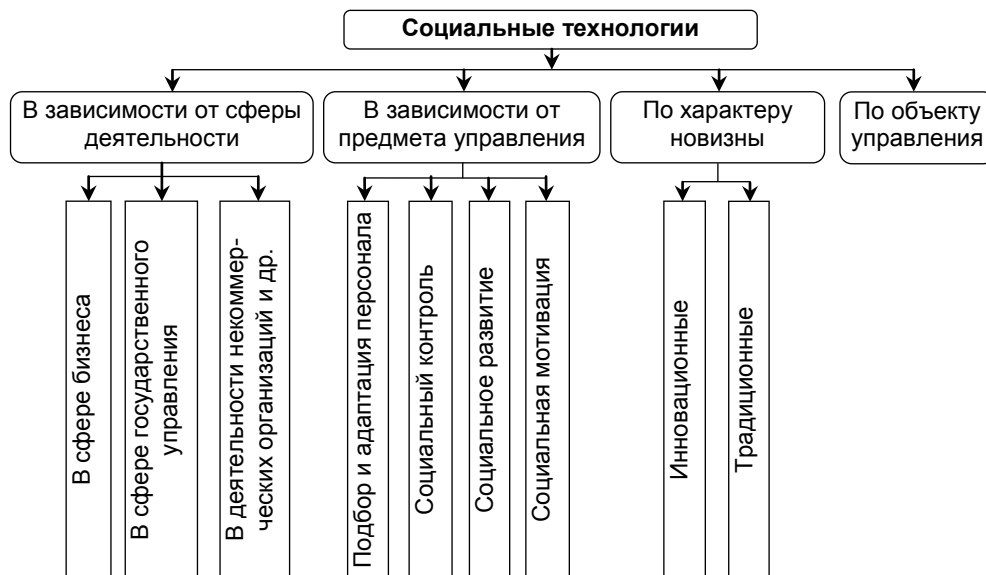 Социальные технологии
В зависимости от сферы
деятельности
В зависимости от
предмета управления
По характеру
новизны
По объекту
управления
В сфере бизнеса
В сфере государственного
управления
В деятельности некоммер-
ческих организаций и др.
Подбор и адаптация персонала
Социальный контроль
Социальное развитие
Социальная мотивация
Инновационные
Традиционные